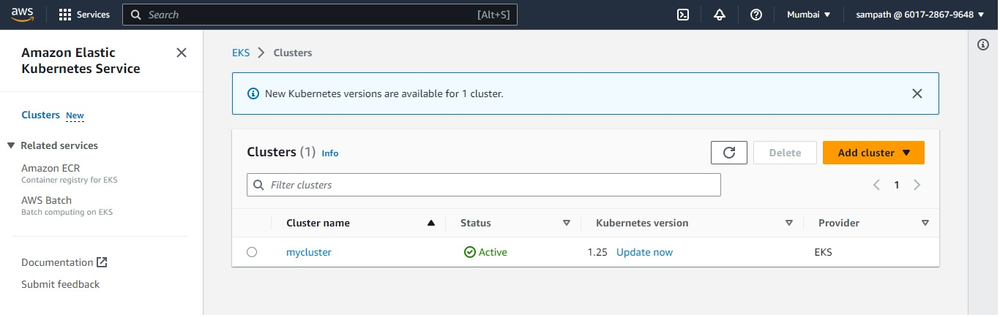 aws Services Search [Alt+S] Mumbai sampath @ 6017-2867-9648
Amazon Elastic
Kubernetes Service
Clusters New
Related services
Amazon ECR
Container registry for EKS
AWS Batch
Batch computing on EKS
Documentation
Submit feedback
EKS Clusters
New Kubernetes versions are available for 1 cluster.
Clusters (1) Info Delete Add cluster
Filter clusters 1
Cluster name Status Kubernetes version Provider
mycluster Active 1.25 Update now EKS